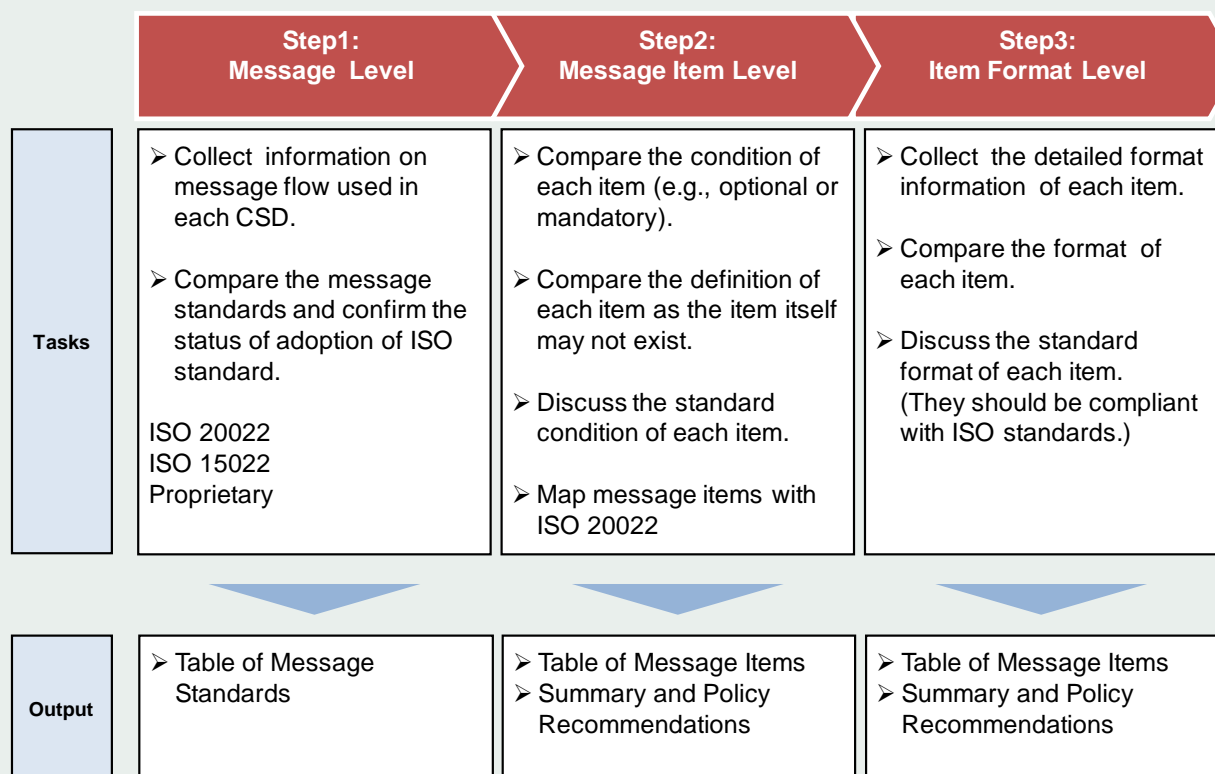 Step1:
Message Level
Step2:
Message Item Level
Step3:
Item Format Level
Tasks
➢ Collect information on
message flow used in
each CSD.
➢ Compare the message
standards and confirm the
status of adoption of ISO
standard.
ISO 20022
ISO 15022
Proprietary
➢ Compare the condition of
each item (e.g., optional or
mandatory).
➢ Compare the definition of
each item as the item itself
may not exist.
➢ Discuss the standard
condition of each item.
➢ Map message items with
ISO 20022
➢ Collect the detailed format
information of each item.
➢ Compare the format of
each item.
➢ Discuss the standard
format of each item.
(They should be compliant
with ISO standards.)
Output
➢ Table of Message
Standards
➢ Table of Message Items
➢ Summary and Policy
Recommendations
➢ Table of Message Items
➢ Summary and Policy
Recommendations